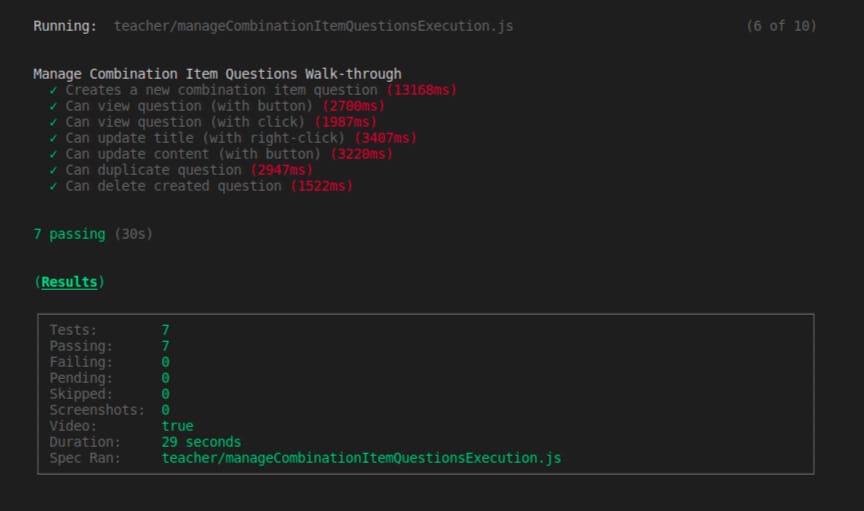 Running: teacher/manageCombinationItemQuestionsExecution.js (6 of 10)
Manage Combination Item Questions Walk-through
✓ Creates a new combination item question (13168ms)
✓ Can view question (with button) (2700ms)
✓ Can view question (with click) (1987ms)
✓ Can update title (with right-click) (3407ms)
✓ Can update content (with button) (3220ms)
✓ Can duplicate question (2947ms)
✓ Can delete created question (1522ms)
7 passing (30s)
(Results)
Tests: 7
Passing: 7
Failing: 0
Pending: 0
Skipped: 0
Screenshots: 0
Video: true
Duration: 29 seconds
Spec Ran: teacher/manageCombinationItemQuestionsExecution.js